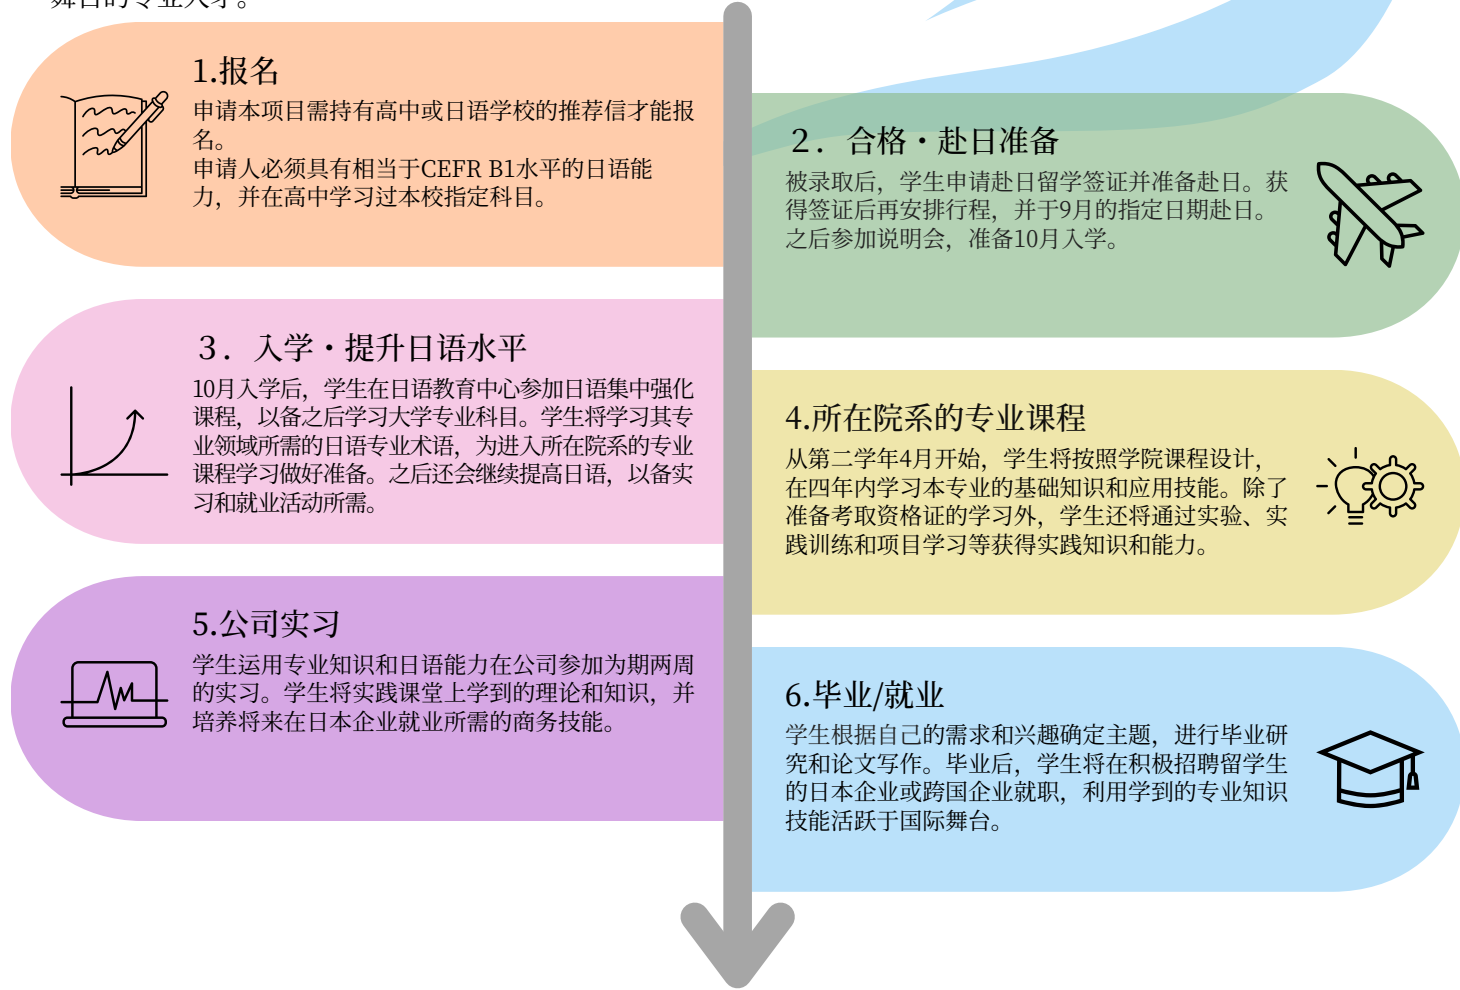 舞台的专业人才。
1.报名
申请本项目需持有高中或日语学校的推荐信才能报
名。
申请人必须具有相当于CEFR B1水平的日语能
力，并在高中学习过本校指定科目。
２．合格・赴日准备
被录取后，学生申请赴日留学签证并准备赴日。获
得签证后再安排行程，并于9月的指定日期赴日。
之后参加说明会，准备10月入学。
３．入学・提升日语水平
10月入学后，学生在日语教育中心参加日语集中强化
课程，以备之后学习大学专业科目。学生将学习其专
业领域所需的日语专业术语，为进入所在院系的专业
课程学习做好准备。之后还会继续提高日语，以备实
习和就业活动所需。
4.所在院系的专业课程
从第二学年4月开始，学生将按照学院课程设计，
在四年内学习本专业的基础知识和应用技能。除了
准备考取资格证的学习外，学生还将通过实验、实
践训练和项目学习等获得实践知识和能力。
5.公司实习
学生运用专业知识和日语能力在公司参加为期两周
的实习。学生将实践课堂上学到的理论和知识，并
培养将来在日本企业就业所需的商务技能。
6.毕业/就业
学生根据自己的需求和兴趣确定主题，进行毕业研
究和论文写作。毕业后，学生将在积极招聘留学生
的日本企业或跨国企业就职，利用学到的专业知识
技能活跃于国际舞台。